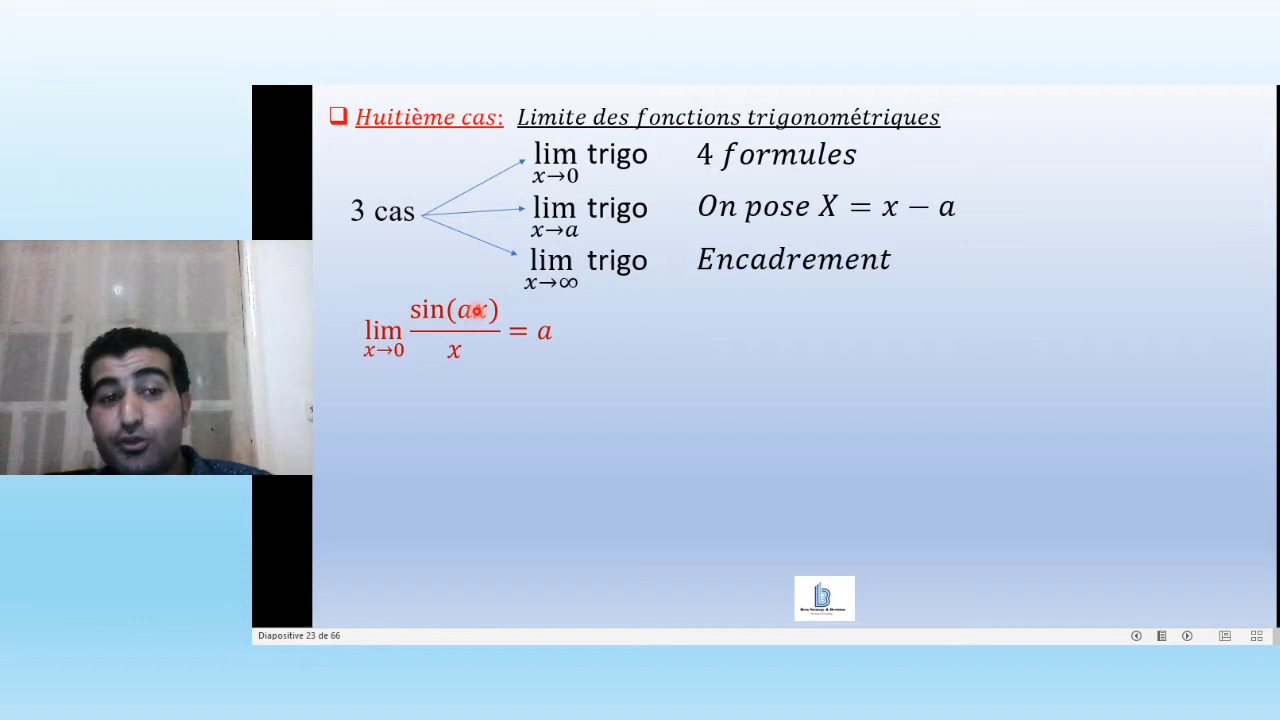 Huitième cas: Limite des fonctions trigonométriques
lim x→0 trigo 4 formules
3 cas lim x→a trigo On pose X = x − a
lim x→∞ trigo Encadrement
lim x→0 sin(ax)/x = a
Diapositive 23 de 66